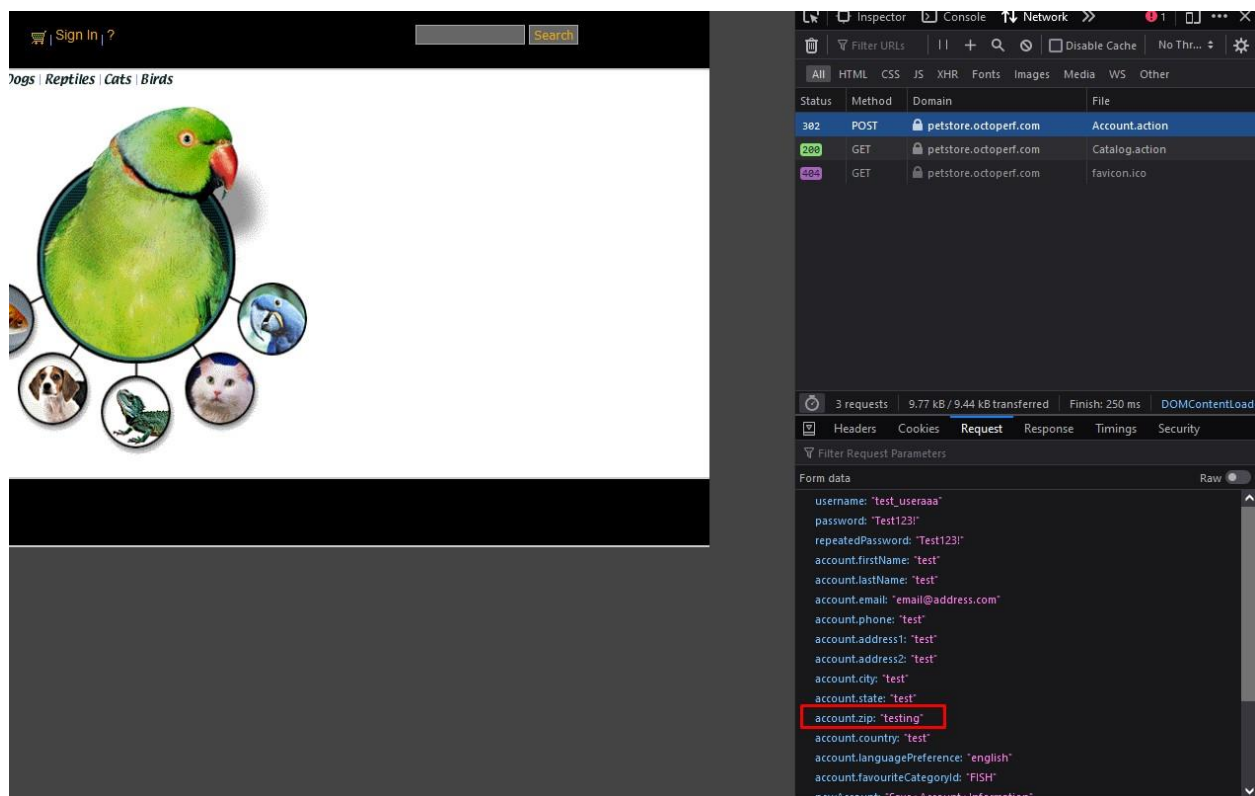 Sign In | ?
Search
Dogs | Reptiles | Cats | Birds
Inspector Console Network 1
Filter URLs Disable Cache No Thr...
All HTML CSS JS XHR Fonts Images Media WS Other
Status Method Domain File
302 POST petstore.octoperf.com Account.action
200 GET petstore.octoperf.com Catalog.action
404 GET petstore.octoperf.com favicon.ico
3 requests 9.77 kB / 9.44 kB transferred Finish: 250 ms DOMContentLoad
Headers Cookies Request Response Timings Security
Filter Request Parameters
Form data Raw
username: "test_useraaa"
password: "Test123!"
repeatedPassword: "Test123!"
account.firstName: "test"
account.lastName: "test"
account.email: "email@address.com"
account.phone: "test"
account.address1: "test"
account.address2: "test"
account.city: "test"
account.state: "test"
account.zip: "testing"
account.country: "test"
account.languagePreference: "english"
account.favouriteCategoryId: "FISH"
newAccount: "Save+Account+Information"